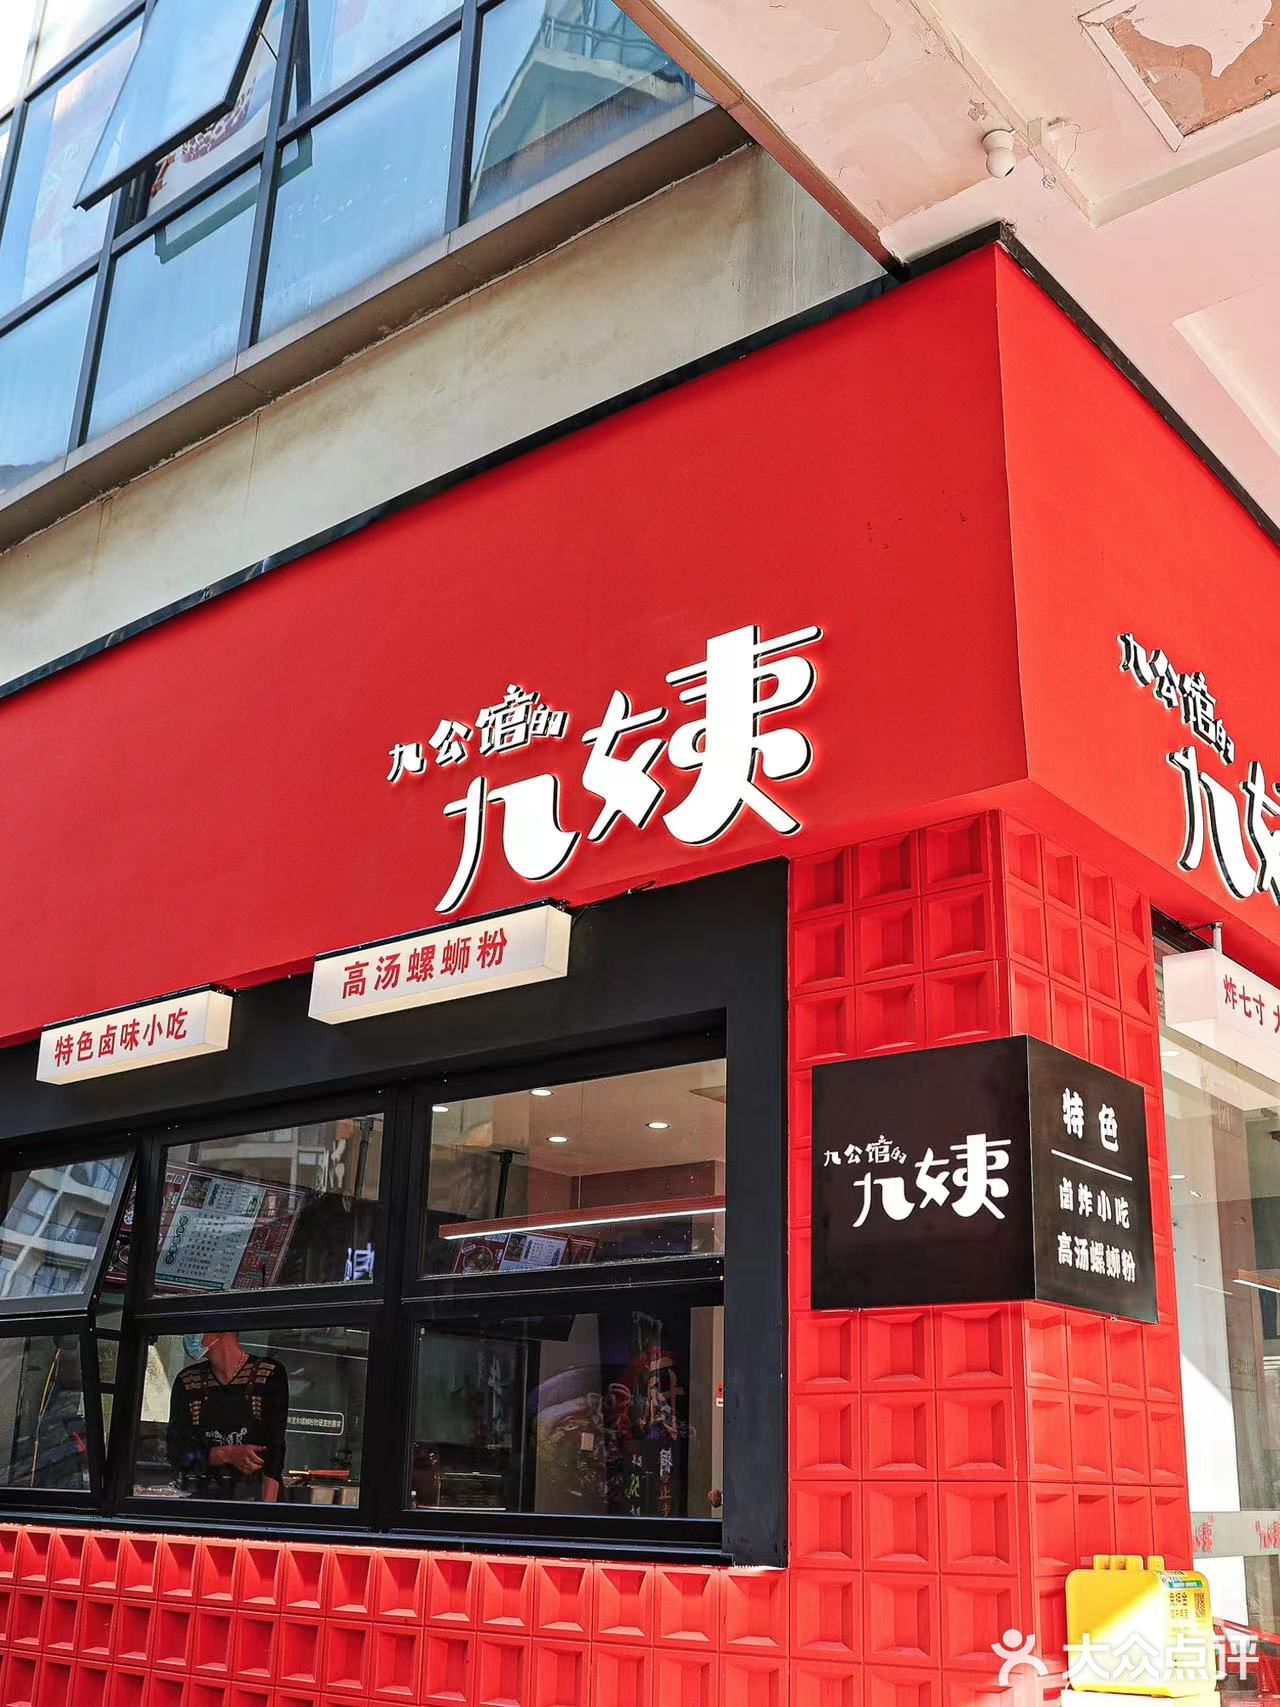 九公馆的
九姨
九公馆的
九姨
高汤螺蛳粉
特色卤味小吃
炸七寸
九公馆的
九姨
特色
卤炸小吃
高汤螺蛳粉
大众点评